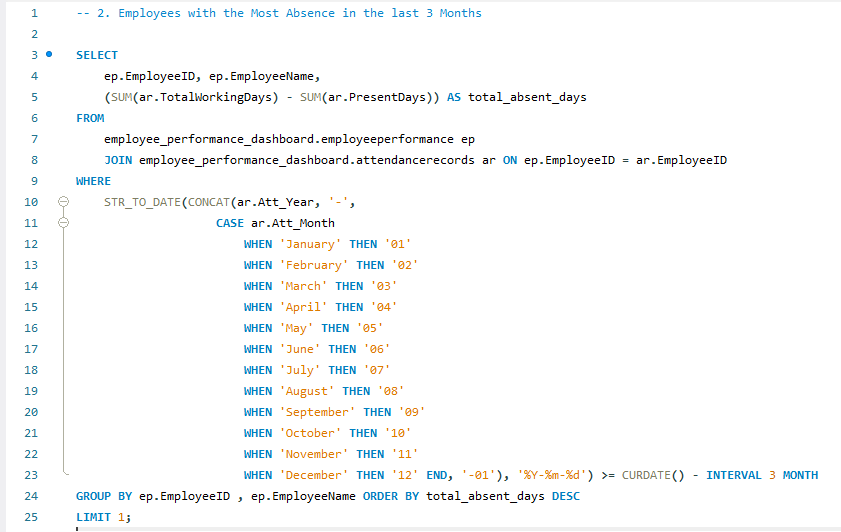 1 -- 2. Employees with the Most Absence in the last 3 Months
2
3 SELECT
4 ep.EmployeeID, ep.EmployeeName,
5 (SUM(ar.TotalWorkingDays) - SUM(ar.PresentDays)) AS total_absent_days
6 FROM
7 employee_performance_dashboard.employeeperformance ep
8 JOIN employee_performance_dashboard.attendancerecords ar ON ep.EmployeeID = ar.EmployeeID
9 WHERE
10 STR_TO_DATE(CONCAT(ar.Att_Year, '-',
11 CASE ar.Att_Month
12 WHEN 'January' THEN '01'
13 WHEN 'February' THEN '02'
14 WHEN 'March' THEN '03'
15 WHEN 'April' THEN '04'
16 WHEN 'May' THEN '05'
17 WHEN 'June' THEN '06'
18 WHEN 'July' THEN '07'
19 WHEN 'August' THEN '08'
20 WHEN 'September' THEN '09'
21 WHEN 'October' THEN '10'
22 WHEN 'November' THEN '11'
23 WHEN 'December' THEN '12' END, '-01'), '%Y-%m-%d') >= CURDATE() - INTERVAL 3 MONTH
24 GROUP BY ep.EmployeeID , ep.EmployeeName ORDER BY total_absent_days DESC
25 LIMIT 1;